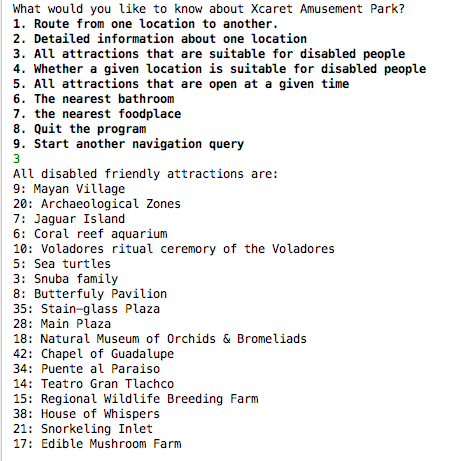 What would you like to know about Xcaret Amusement Park?
1. Route from one location to another.
2. Detailed information about one location
3. All attractions that are suitable for disabled people
4. Whether a given location is suitable for disabled people
5. All attractions that are open at a given time
6. The nearest bathroom
7. the nearest foodplace
8. Quit the program
9. Start another navigation query
3
All disabled friendly attractions are:
9: Mayan Village
20: Archaeological Zones
7: Jaguar Island
6: Coral reef aquarium
10: Voladores ritual ceremony of the Voladores
5: Sea turtles
3: Snuba family
8: Butterfuly Pavilion
35: Stain-glass Plaza
28: Main Plaza
18: Natural Museum of Orchids & Bromeliads
42: Chapel of Guadalupe
34: Puente al Paraiso
14: Teatro Gran Tlachco
15: Regional Wildlife Breeding Farm
38: House of Whispers
21: Snorkeling Inlet
17: Edible Mushroom Farm